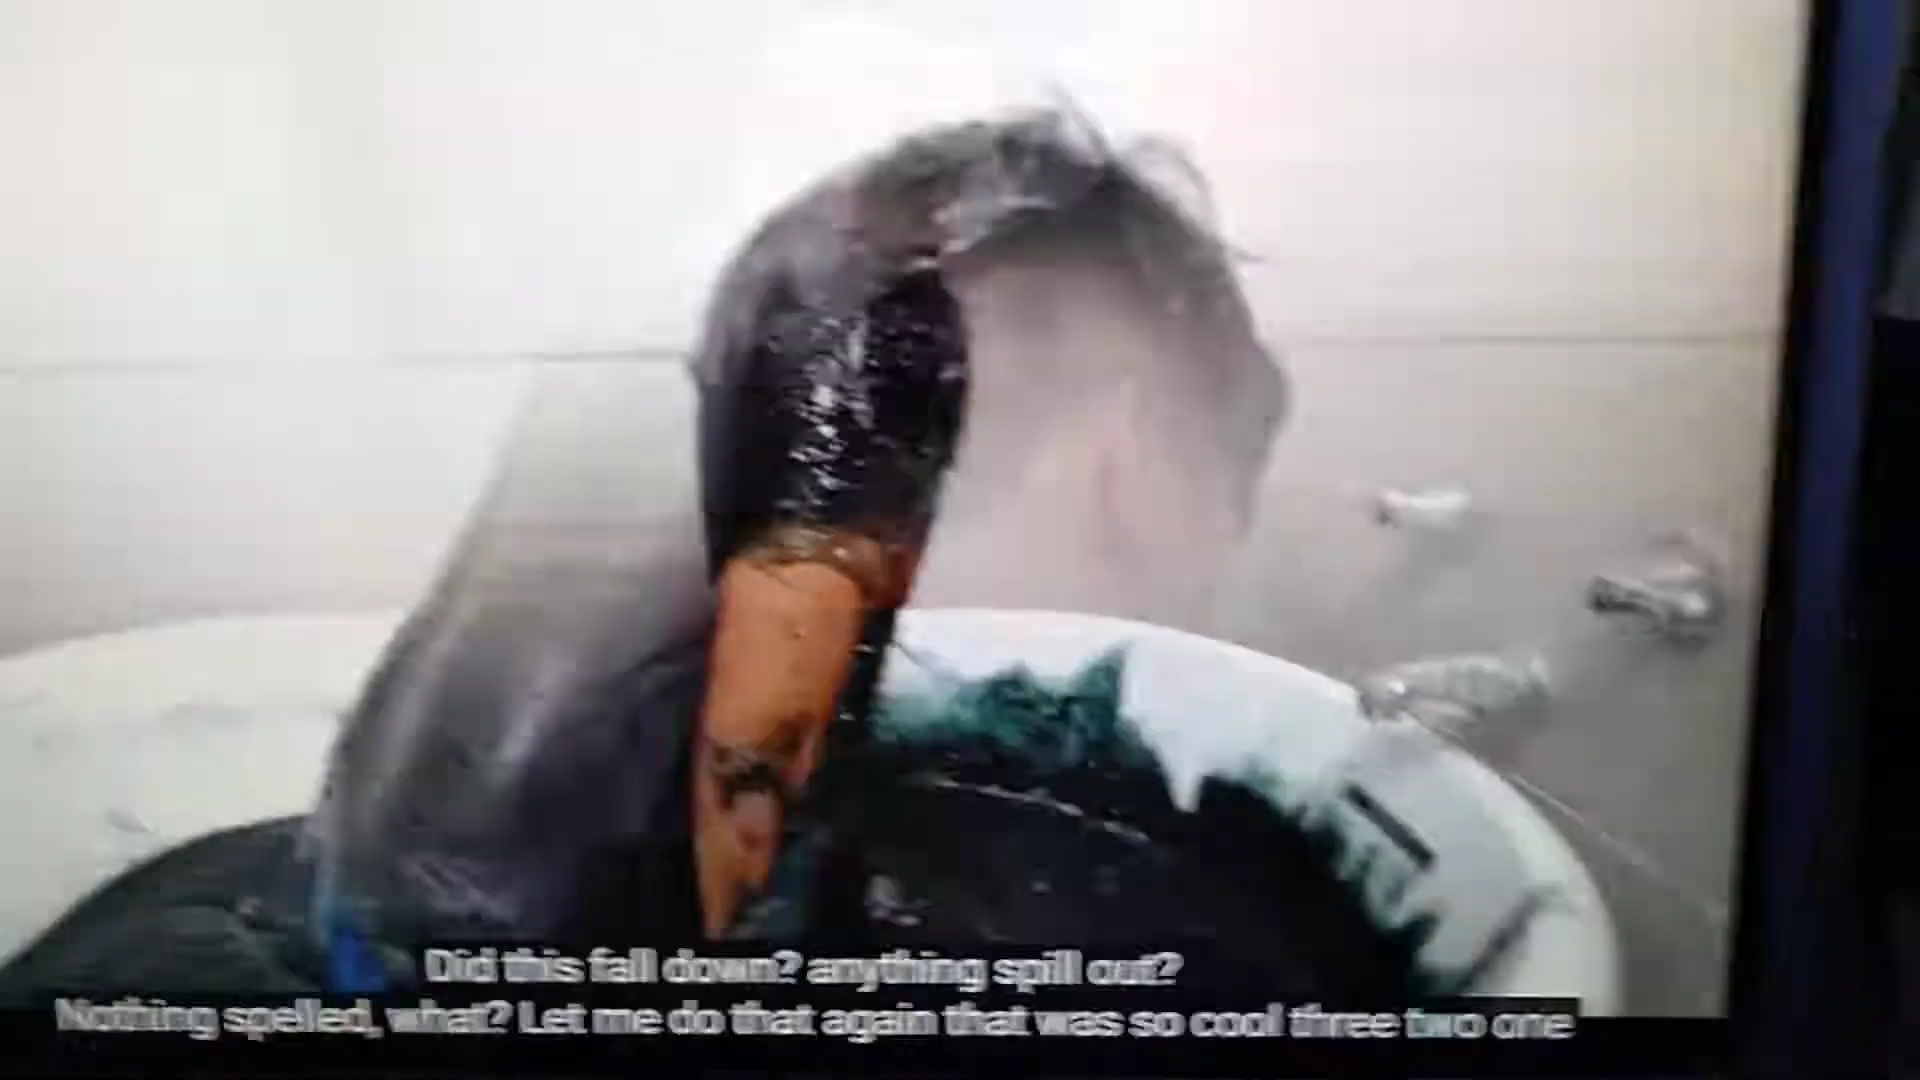 Did this fall down? anything spill out?
Nothing spelled, what? Let me do that again that was so cool three two one